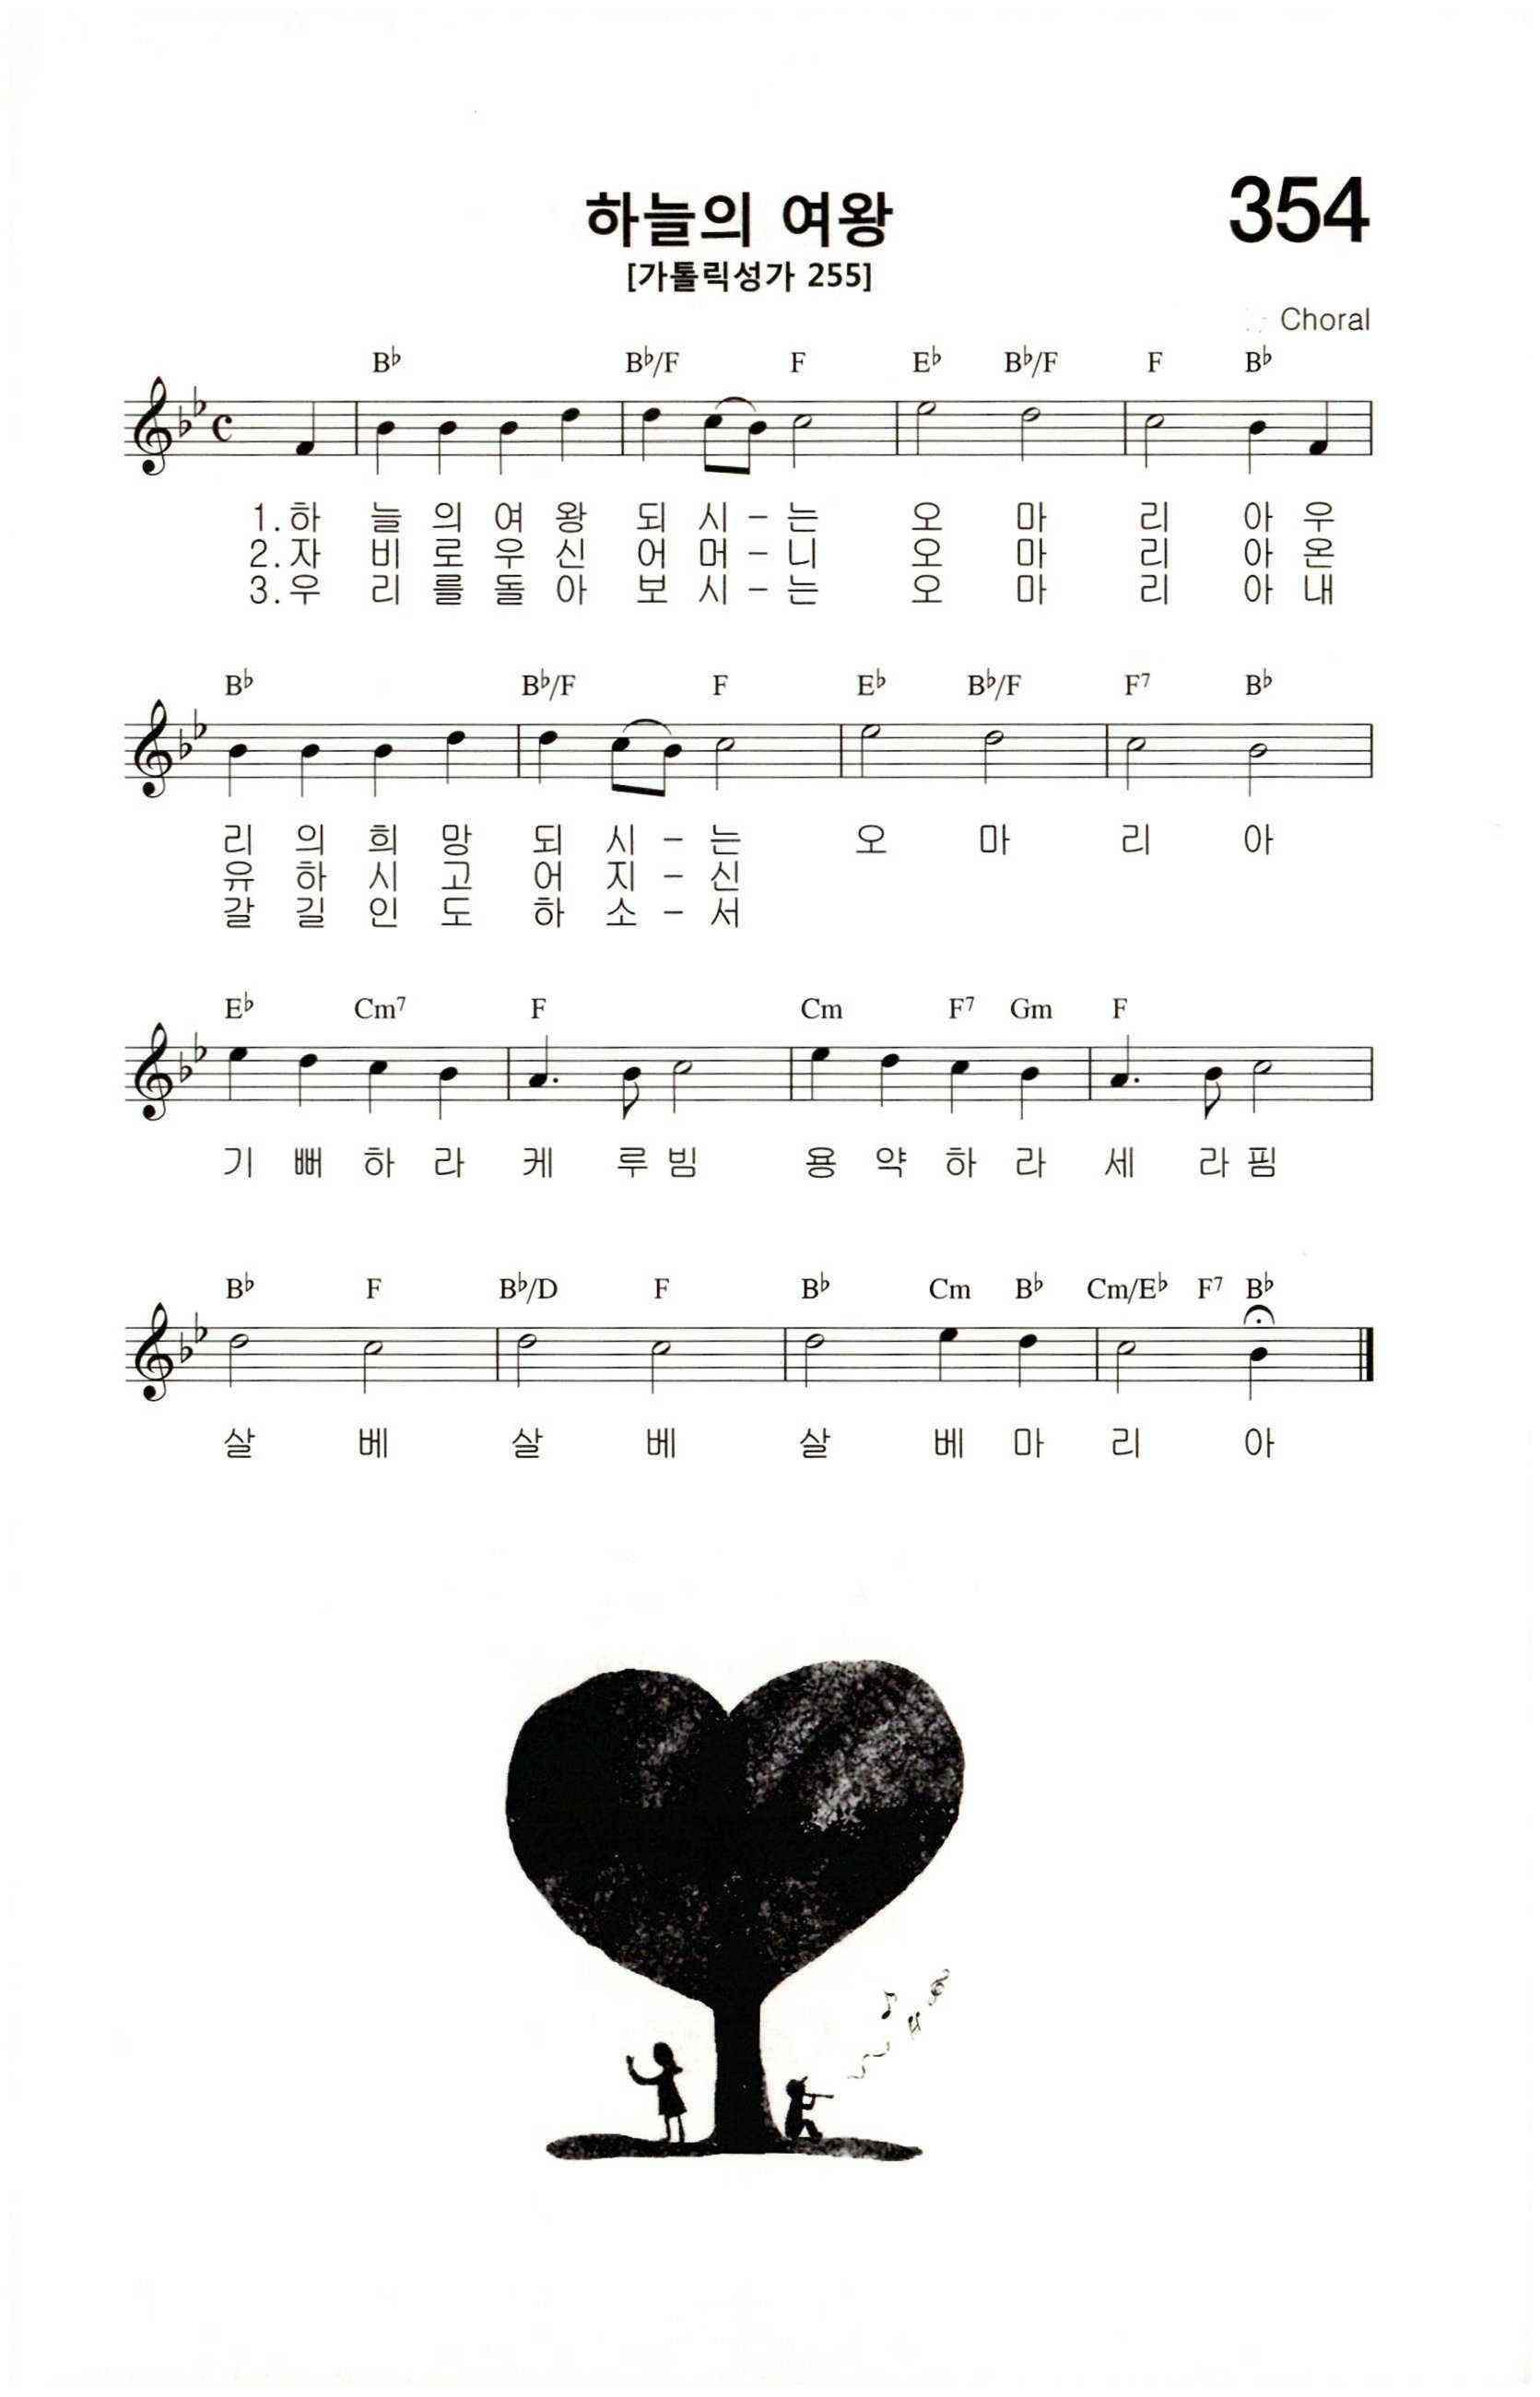 하늘의 여왕
354
[가톨릭성가 255]
Choral
B♭ B♭/F F E♭ B♭/F F B♭
1.하 늘 의 여 왕 되 시 - 는 오 마 리 아 우
2.자 비 로 우 신 어 머 - 니 오 마 리 아 온
3.우 리 를 돌 아 보 시 - 는 오 마 리 아 내
B♭ B♭/F F E♭ B♭/F F7 B♭
리 의 희 망 되 시 - 는 오 마 리 아
유 하 시 고 어 지 - 신
갈 길 인 도 하 소 - 서
E♭ Cm7 F Cm F7 Gm F
기 뻐 하 라 케 루 빔 용 약 하 라 세 라 핌
B♭ F B♭/D F B♭ Cm B♭ Cm/E♭ F7 B♭
살 베 살 베 살 베 마 리 아